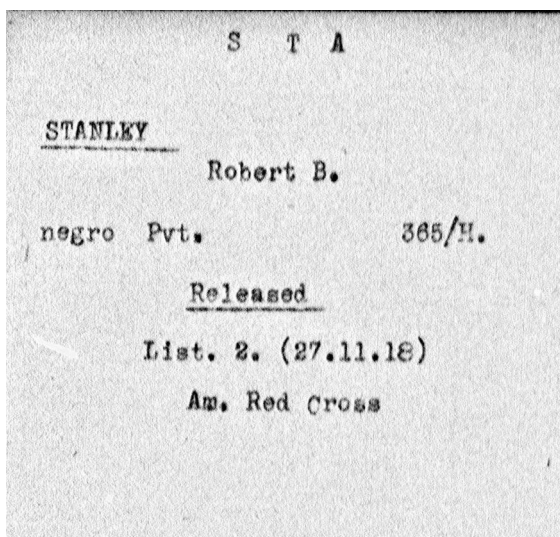 S T A
STANLEY
Robert B.
negro Pvt. 365/H.
Released
List. 2. (27.11.18)
Am. Red Cross